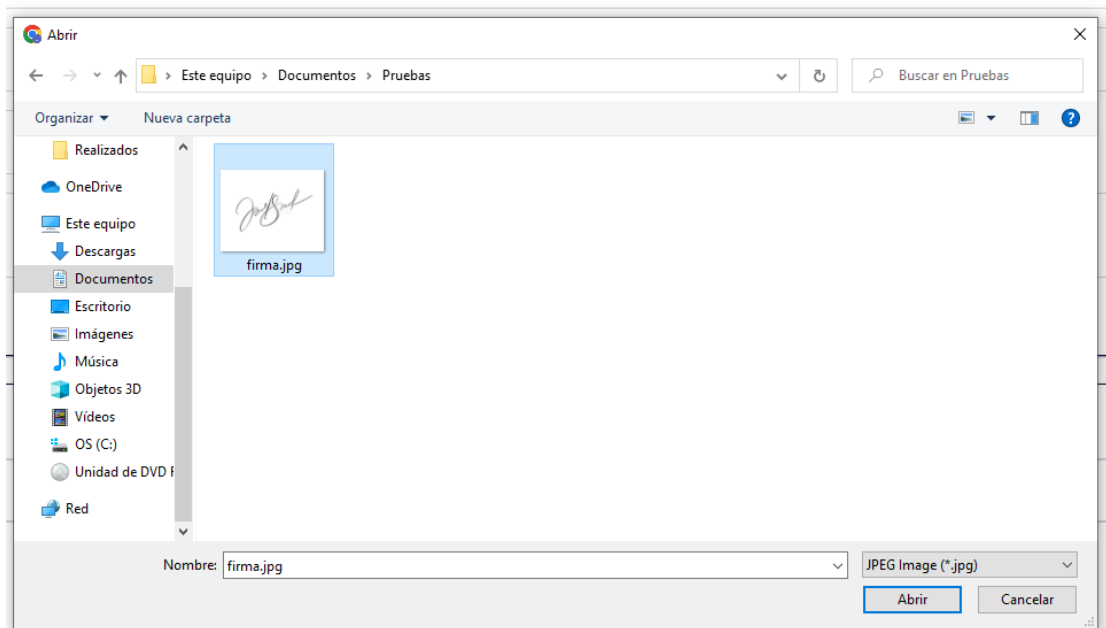 Abrir
Este equipo > Documentos > Pruebas
Buscar en Pruebas
Organizar
Nueva carpeta
Realizados
OneDrive
Este equipo
Descargas
Documentos
Escritorio
Imágenes
Música
Objetos 3D
Vídeos
OS (C:)
Unidad de DVD
Red
firma.jpg
Nombre: firma.jpg
JPEG Image (*.jpg)
Abrir
Cancelar